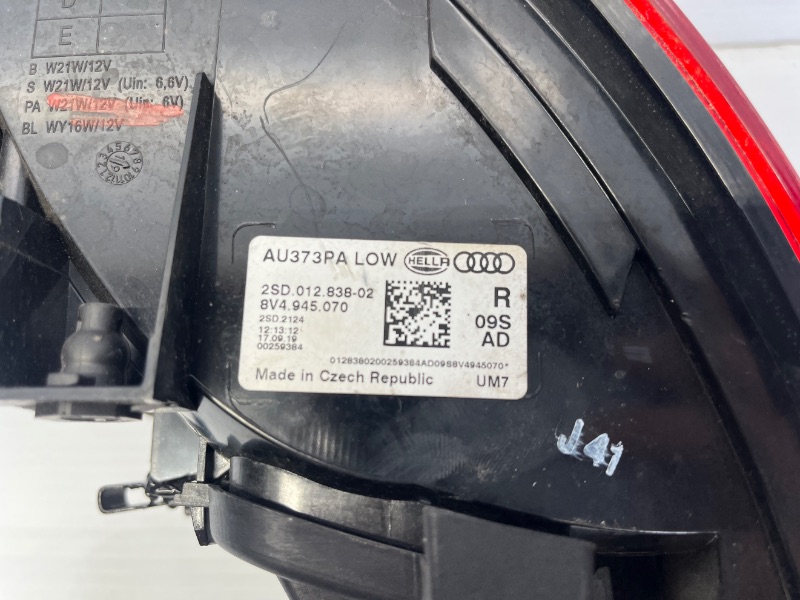 D
E
B W21W/12V
S W21W/12V (Uin: 6,6V)
PA W21W/12V (Uin: 6V)
BL WY16W/12V
AU373PA LOW HELLA
2SD.012.838-02
8V4.945.070
2SD.2124
12:13:12
17.09.19
00259384
R
09S
AD
0128380200259384AD09S8V4945070*
Made in Czech Republic UM7
J41